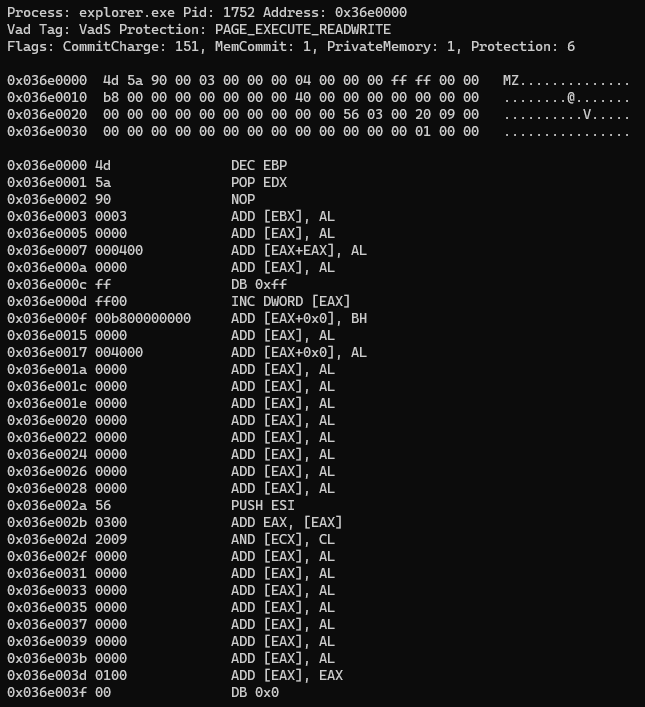 Process: explorer.exe Pid: 1752 Address: 0x36e0000
Vad Tag: VadS Protection: PAGE_EXECUTE_READWRITE
Flags: CommitCharge: 151, MemCommit: 1, PrivateMemory: 1, Protection: 6

0x036e0000  4d 5a 90 00 03 00 00 00 04 00 00 00 ff ff 00 00   MZ..............
0x036e0010  b8 00 00 00 00 00 00 00 40 00 00 00 00 00 00 00   ........@.......
0x036e0020  00 00 00 00 00 00 00 00 00 00 56 03 00 20 09 00   ..........V.....
0x036e0030  00 00 00 00 00 00 00 00 00 00 00 00 00 01 00 00   ................

0x036e0000 4d               DEC EBP
0x036e0001 5a               POP EDX
0x036e0002 90               NOP
0x036e0003 0003             ADD [EBX], AL
0x036e0005 0000             ADD [EAX], AL
0x036e0007 000400           ADD [EAX+EAX], AL
0x036e000a 0000             ADD [EAX], AL
0x036e000c ff               DB 0xff
0x036e000d ff00             INC DWORD [EAX]
0x036e000f 00b800000000     ADD [EAX+0x0], BH
0x036e0015 0000             ADD [EAX], AL
0x036e0017 004000           ADD [EAX+0x0], AL
0x036e001a 0000             ADD [EAX], AL
0x036e001c 0000             ADD [EAX], AL
0x036e001e 0000             ADD [EAX], AL
0x036e0020 0000             ADD [EAX], AL
0x036e0022 0000             ADD [EAX], AL
0x036e0024 0000             ADD [EAX], AL
0x036e0026 0000             ADD [EAX], AL
0x036e0028 0000             ADD [EAX], AL
0x036e002a 56               PUSH ESI
0x036e002b 0300             ADD EAX, [EAX]
0x036e002d 2009             AND [ECX], CL
0x036e002f 0000             ADD [EAX], AL
0x036e0031 0000             ADD [EAX], AL
0x036e0033 0000             ADD [EAX], AL
0x036e0035 0000             ADD [EAX], AL
0x036e0037 0000             ADD [EAX], AL
0x036e0039 0000             ADD [EAX], AL
0x036e003b 0000             ADD [EAX], AL
0x036e003d 0100             ADD [EAX], EAX
0x036e003f 00               DB 0x0